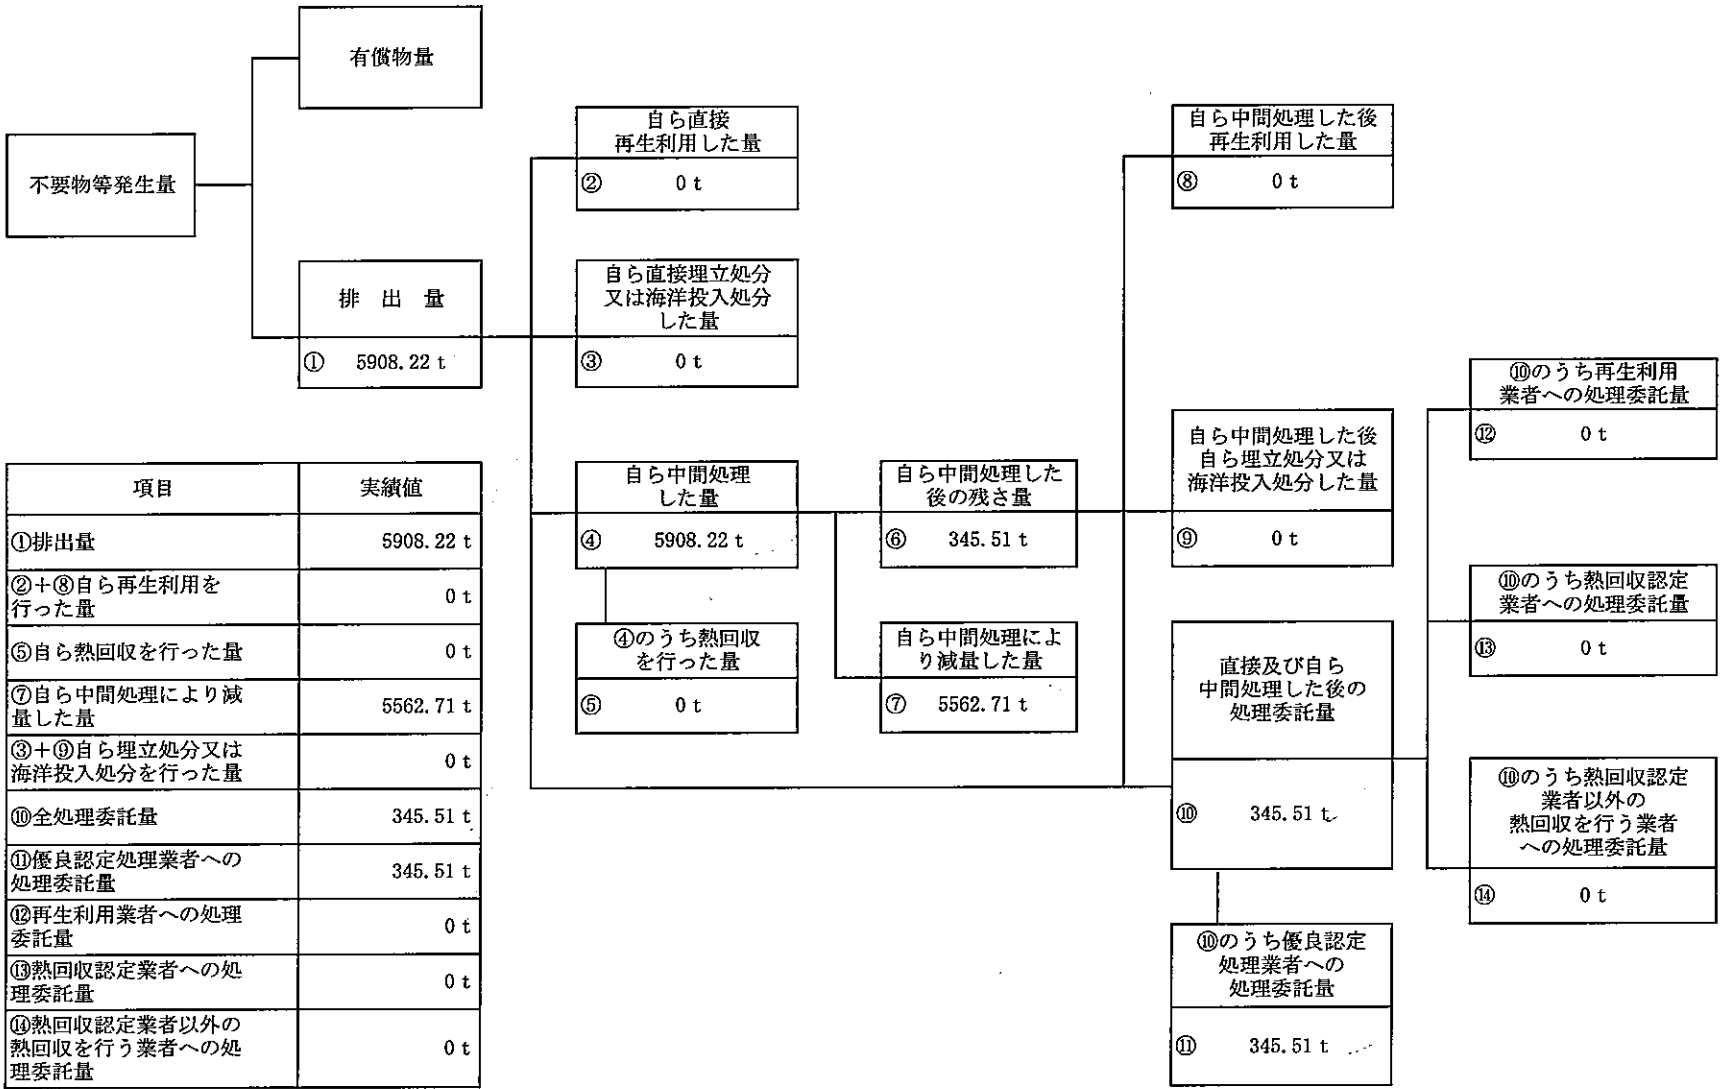 有償物量
不要物等発生量
排 出 量
① 5908.22 t
自ら直接
再生利用した量
② 0 t
自ら直接埋立処分
又は海洋投入処分
した量
③ 0 t
自ら中間処理
した量
④ 5908.22 t
④のうち熱回収
を行った量
⑤ 0 t
自ら中間処理した
後の残さ量
⑥ 345.51 t
自ら中間処理によ
り減量した量
⑦ 5562.71 t
自ら中間処理した後
再生利用した量
⑧ 0 t
自ら中間処理した後
自ら埋立処分又は
海洋投入処分した量
⑨ 0 t
直接及び自ら
中間処理した後の
処理委託量
⑩ 345.51 t
⑩のうち優良認定
処理業者への
処理委託量
⑪ 345.51 t
⑩のうち再生利用
業者への処理委託量
⑫ 0 t
⑩のうち熱回収認定
業者への処理委託量
⑬ 0 t
⑩のうち熱回収認定
業者以外の
熱回収を行う業者
への処理委託量
⑭ 0 t
項目 実績値
①排出量 5908.22 t
②+⑧自ら再生利用を
行った量 0 t
⑤自ら熱回収を行った量 0 t
⑦自ら中間処理により減
量した量 5562.71 t
③+⑨自ら埋立処分又は
海洋投入処分を行った量 0 t
⑩全処理委託量 345.51 t
⑪優良認定処理業者への
処理委託量 345.51 t
⑫再生利用業者への処理
委託量 0 t
⑬熱回収認定業者への処
理委託量 0 t
⑭熱回収認定業者以外の
熱回収を行う業者への処
理委託量 0 t